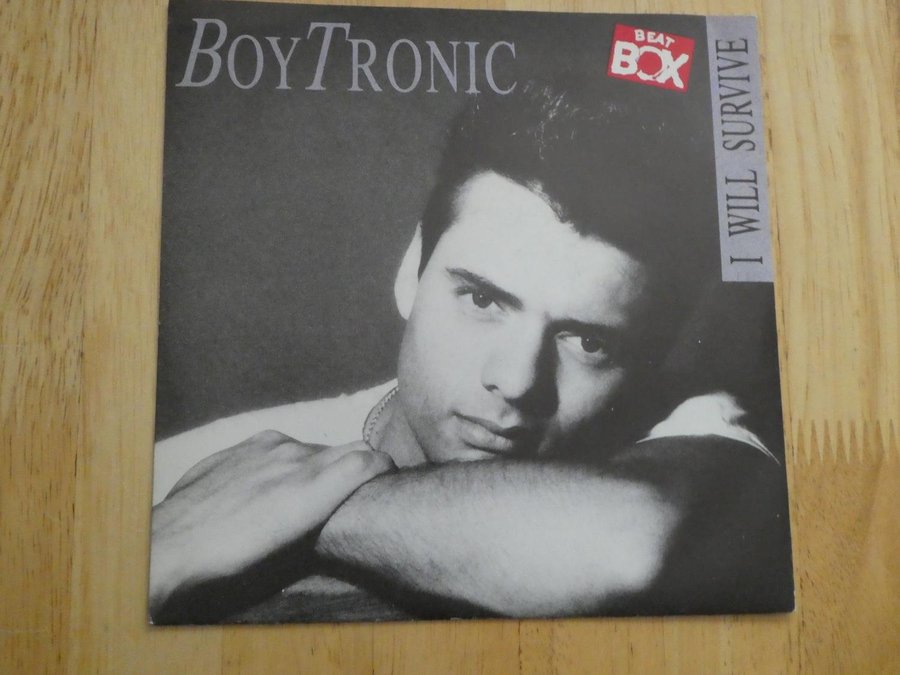 BOYTRONIC
BEAT
BOX
I WILL SURVIVE